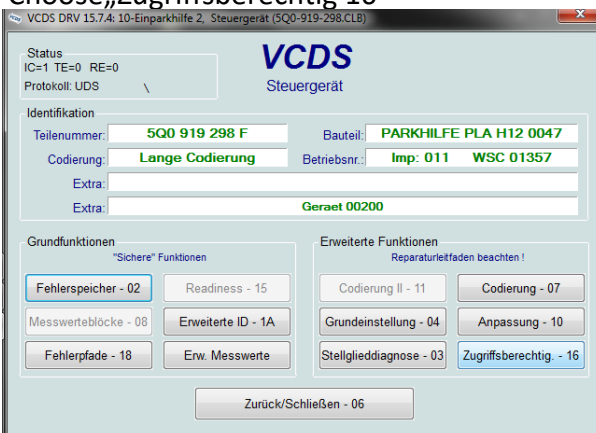 Choose„Zugriffsberechtig 16
VCDS DRV 15.7.4: 10-Einparkhilfe 2, Steuergerät (5Q0-919-298.CLB)
Status
IC=1 TE=0 RE=0
Protokoll: UDS \
VCDS
Steuergerät
Identifikation
Teilenummer: 5Q0 919 298 F Bauteil: PARKHILFE PLA H12 0047
Codierung: Lange Codierung Betriebsnr.: Imp: 011 WSC 01357
Extra:
Extra: Geraet 00200
Grundfunktionen
"Sichere" Funktionen
Fehlerspeicher - 02 Readiness - 15
Messwerteblöcke - 08 Erweiterte ID - 1A
Fehlerpfade - 18 Erw. Messwerte
Erweiterte Funktionen
Reparaturleitfaden beachten !
Codierung II - 11 Codierung - 07
Grundeinstellung - 04 Anpassung - 10
Stellglieddiagnose - 03 Zugriffsberechtig. - 16
Zurück/Schließen - 06